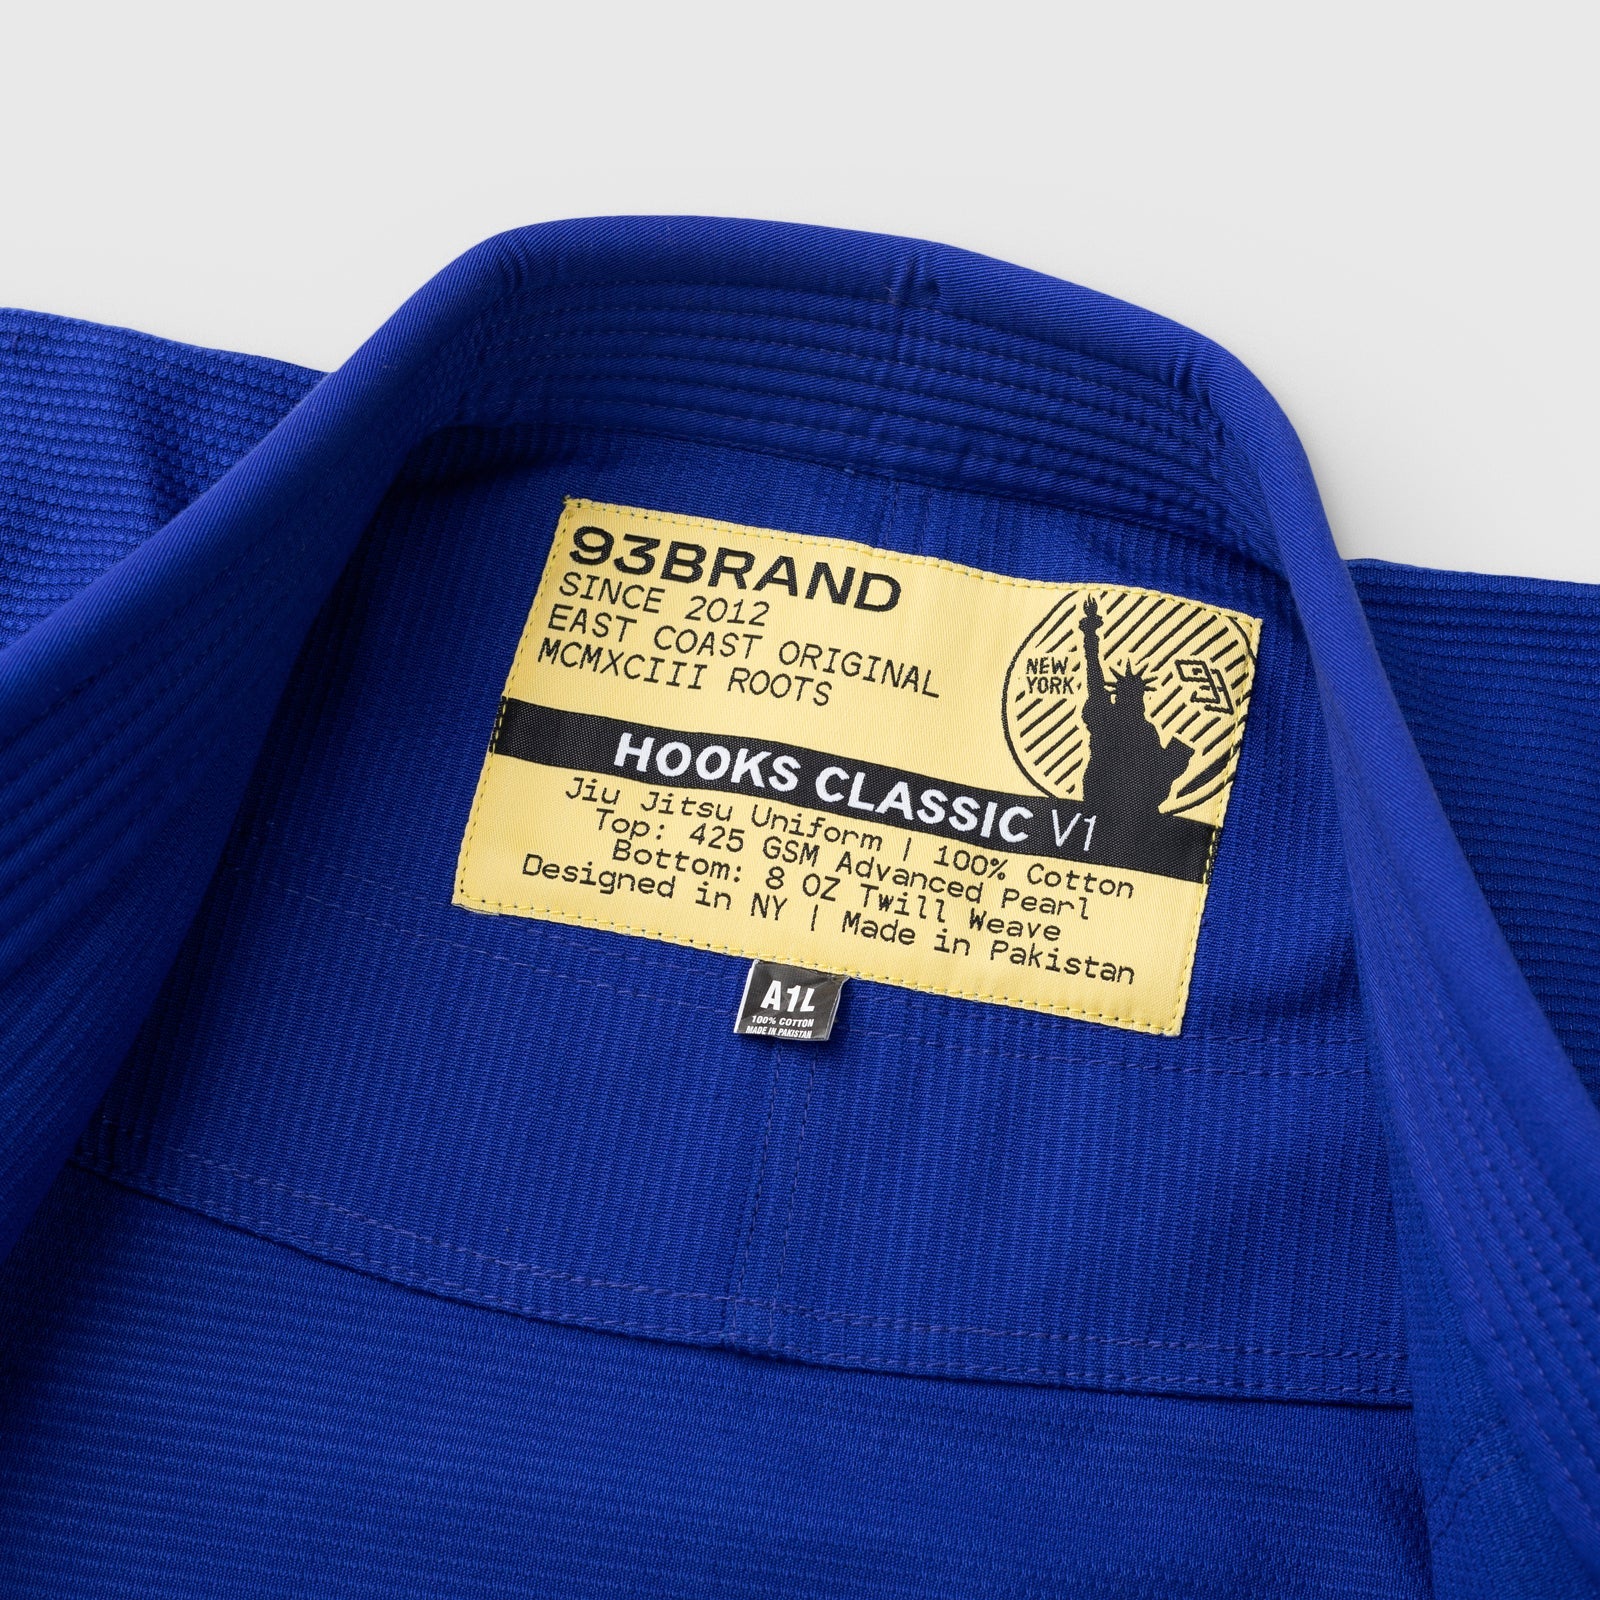 93BRAND
SINCE 2012
EAST COAST ORIGINAL
MCMXCIII ROOTS
NEW
YORK
93
HOOKS CLASSIC V1
Jiu Jitsu Uniform | 100% Cotton
Top: 425 GSM Advanced Pearl
Bottom: 8 OZ Twill Weave
Designed in NY | Made in Pakistan
A1L
100% COTTON
MADE IN PAKISTAN